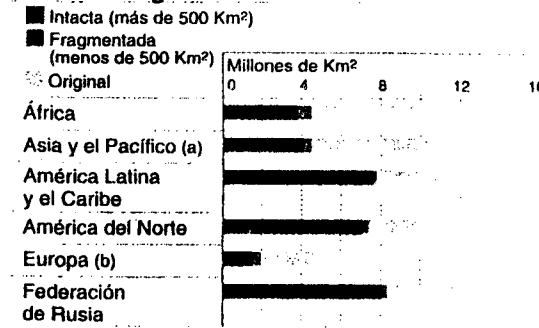 Intacta (más de 500 Km²)
Fragmentada
(menos de 500 Km²)
Original
Millones de Km²
0 4 8 12 16
África
Asia y el Pacífico (a)
América Latina
y el Caribe
América del Norte
Europa (b)
Federación
de Rusia